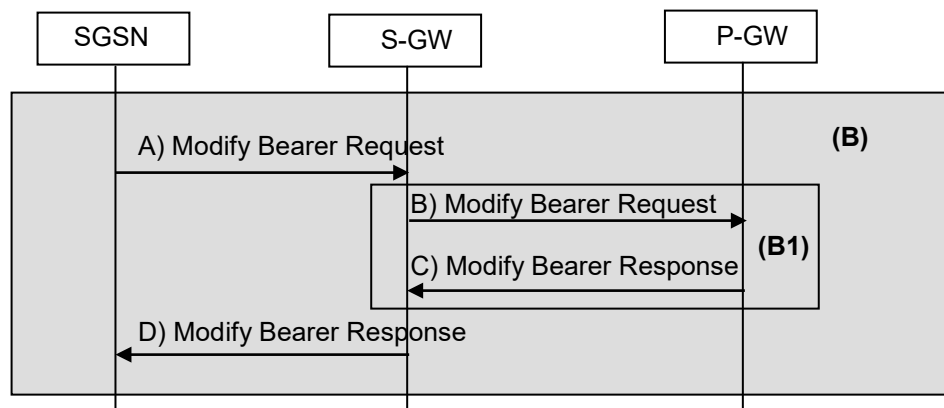 SGSN
S-GW
P-GW
(B)
A) Modify Bearer Request
B) Modify Bearer Request
(B1)
C) Modify Bearer Response
D) Modify Bearer Response